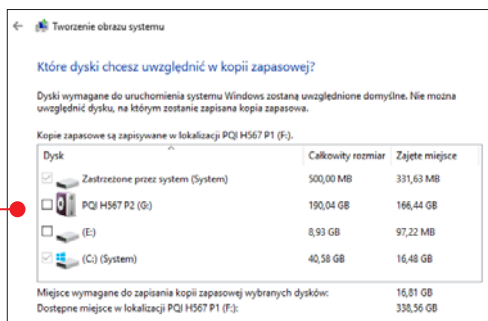 Tworzenie obrazu systemu
Które dyski chcesz uwzględnić w kopii zapasowej?
Dyski wymagane do uruchomienia systemu Windows zostaną uwzględnione domyślne. Nie można
uwzględnić dysku, na którym zostanie zapisana kopia zapasowa.
Kopie zapasowe są zapisywane w lokalizacji PQI H567 P1 (F:).
Dysk Całkowity rozmiar Zajęte miejsce
Zastrzeżone przez system (System) 500,00 MB 331,63 MB
PQI H567 P2 (G:) 190,04 GB 166,44 GB
(E:) 8,93 GB 97,22 MB
(C:) (System) 40,58 GB 16,48 GB
Miejsce wymagane do zapisania kopii zapasowej wybranych dysków: 16,81 GB
Dostępne miejsce w lokalizacji PQI H567 P1 (F:): 338,56 GB